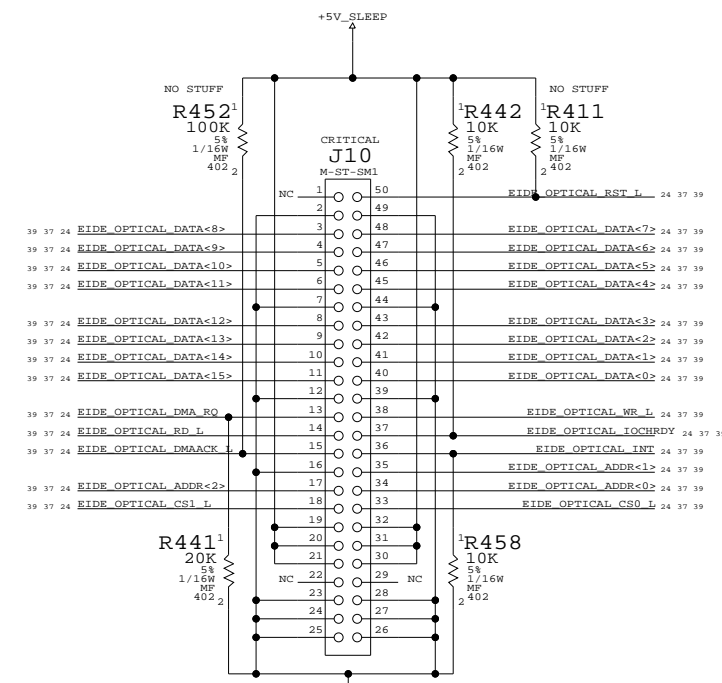 +5V_SLEEP
NO STUFF
R452 1
100K
5%
1/16W
MF
402
2
1 R442
10K
5%
1/16W
MF
2 402
NO STUFF
1 R411
10K
5%
1/16W
MF
2 402
CRITICAL
J10
M-ST-SM1
NC 1 50 EIDE_OPTICAL_RST_L 24 37 39
2 49
39 37 24 EIDE_OPTICAL_DATA<8> 3 48 EIDE_OPTICAL_DATA<7> 24 37 39
39 37 24 EIDE_OPTICAL_DATA<9> 4 47 EIDE_OPTICAL_DATA<6> 24 37 39
39 37 24 EIDE_OPTICAL_DATA<10> 5 46 EIDE_OPTICAL_DATA<5> 24 37 39
39 37 24 EIDE_OPTICAL_DATA<11> 6 45 EIDE_OPTICAL_DATA<4> 24 37 39
7 44
39 37 24 EIDE_OPTICAL_DATA<12> 8 43 EIDE_OPTICAL_DATA<3> 24 37 39
39 37 24 EIDE_OPTICAL_DATA<13> 9 42 EIDE_OPTICAL_DATA<2> 24 37 39
39 37 24 EIDE_OPTICAL_DATA<14> 10 41 EIDE_OPTICAL_DATA<1> 24 37 39
39 37 24 EIDE_OPTICAL_DATA<15> 11 40 EIDE_OPTICAL_DATA<0> 24 37 39
12 39
39 37 24 EIDE_OPTICAL_DMA_RQ 13 38 EIDE_OPTICAL_WR_L 24 37 39
39 37 24 EIDE_OPTICAL_RD_L 14 37 EIDE_OPTICAL_IOCHRDY 24 37 39
39 37 24 EIDE_OPTICAL_DMAACK_L 15 36 EIDE_OPTICAL_INT 24 37 39
16 35 EIDE_OPTICAL_ADDR<1> 24 37 39
39 37 24 EIDE_OPTICAL_ADDR<2> 17 34 EIDE_OPTICAL_ADDR<0> 24 37 39
39 37 24 EIDE_OPTICAL_CS1_L 18 33 EIDE_OPTICAL_CS0_L 24 37 39
19 32
20 31
21 30
NC 22 29 NC
23 28
24 27
25 26
R441 1
20K
5%
1/16W
MF
402 2
1 R458
10K
5%
1/16W
MF
2 402